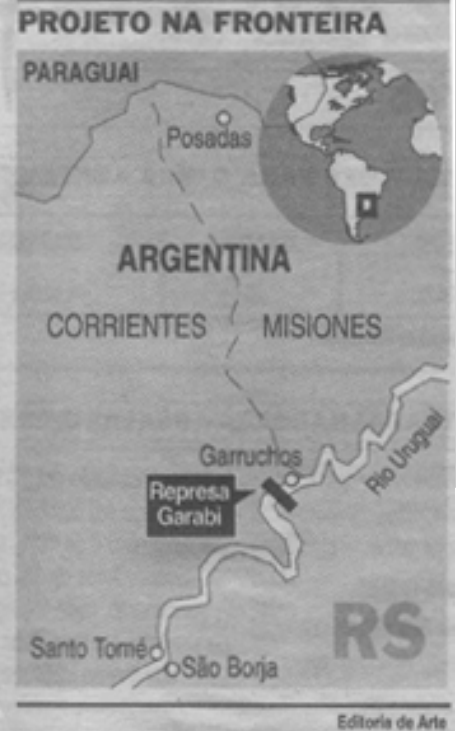 PROJETO NA FRONTEIRA
PARAGUAI
Posadas
ARGENTINA
CORRIENTES
MISIONES
Garruchos
Rio Uruguai
Represa
Garabi
RS
Santo Tomé
São Borja
Editoria de Arte